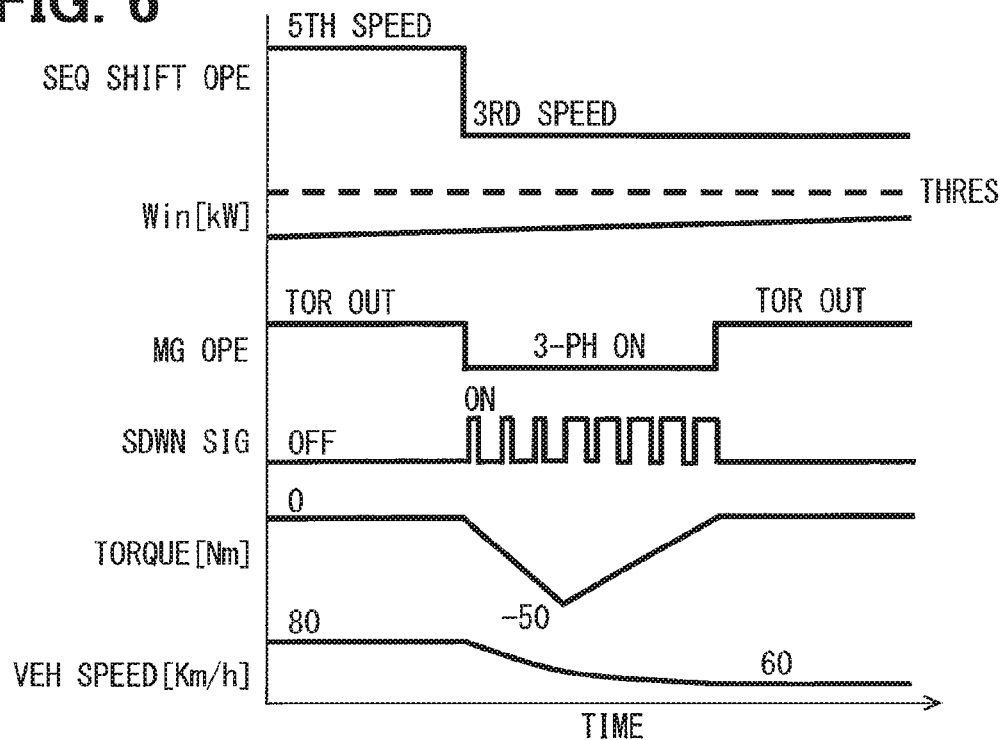 FIG. 6
5TH SPEED
SEQ SHIFT OPE
3RD SPEED
THRES
Win[kW]
TOR OUT
TOR OUT
MG OPE
3-PH ON
ON
SDWN SIG
OFF
0
TORQUE[Nm]
-50
80
VEH SPEED[Km/h]
60
TIME